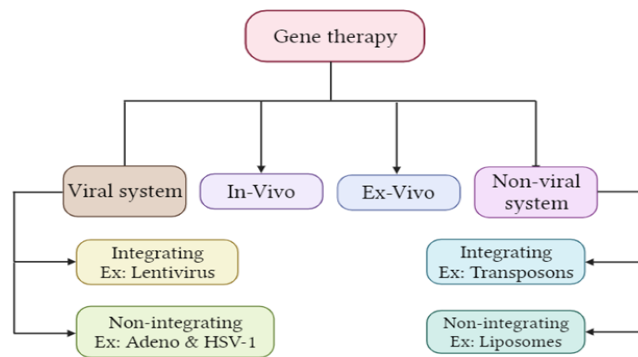 Gene therapy
Viral system
In-Vivo
Ex-Vivo
Non-viral
system
Integrating
Ex: Lentivirus
Integrating
Ex: Transposons
Non-integrating
Ex: Adeno & HSV-1
Non-integrating
Ex: Liposomes